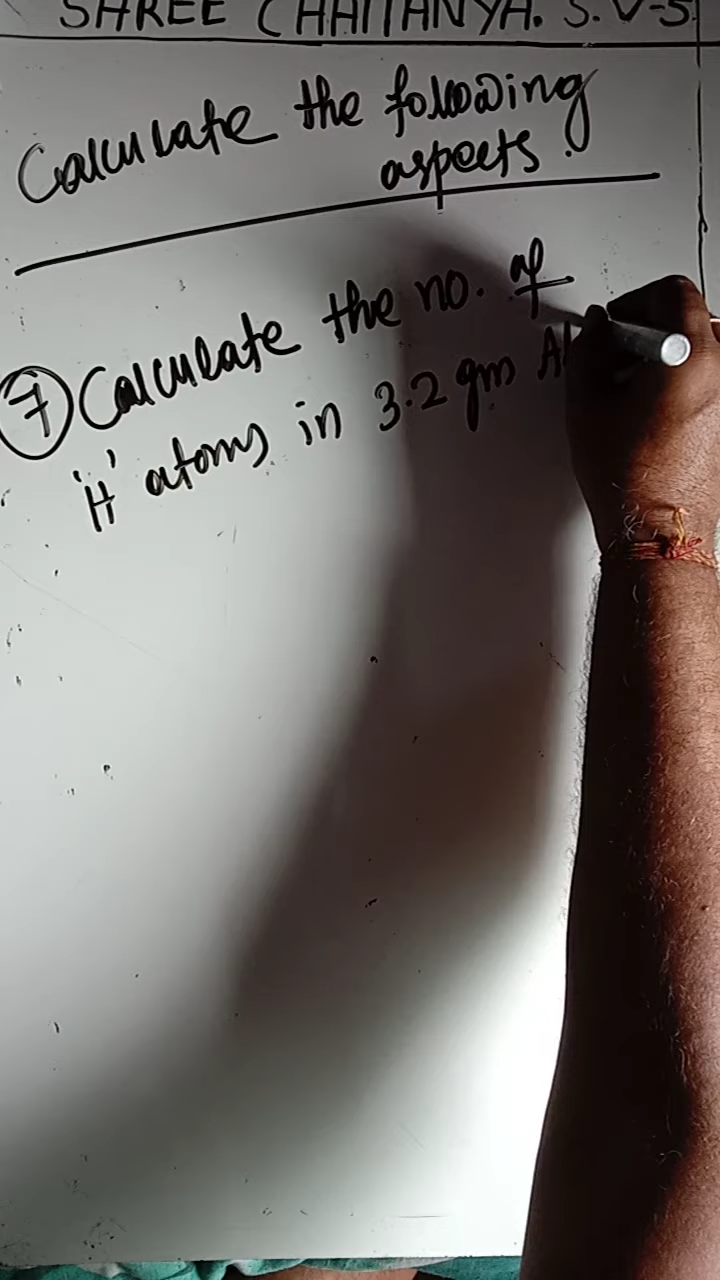 SHREE CHAITANYA. S. V-5
Calculate the following
aspects.
7 Calculate the no. of
'H' atoms in 3.2 gm